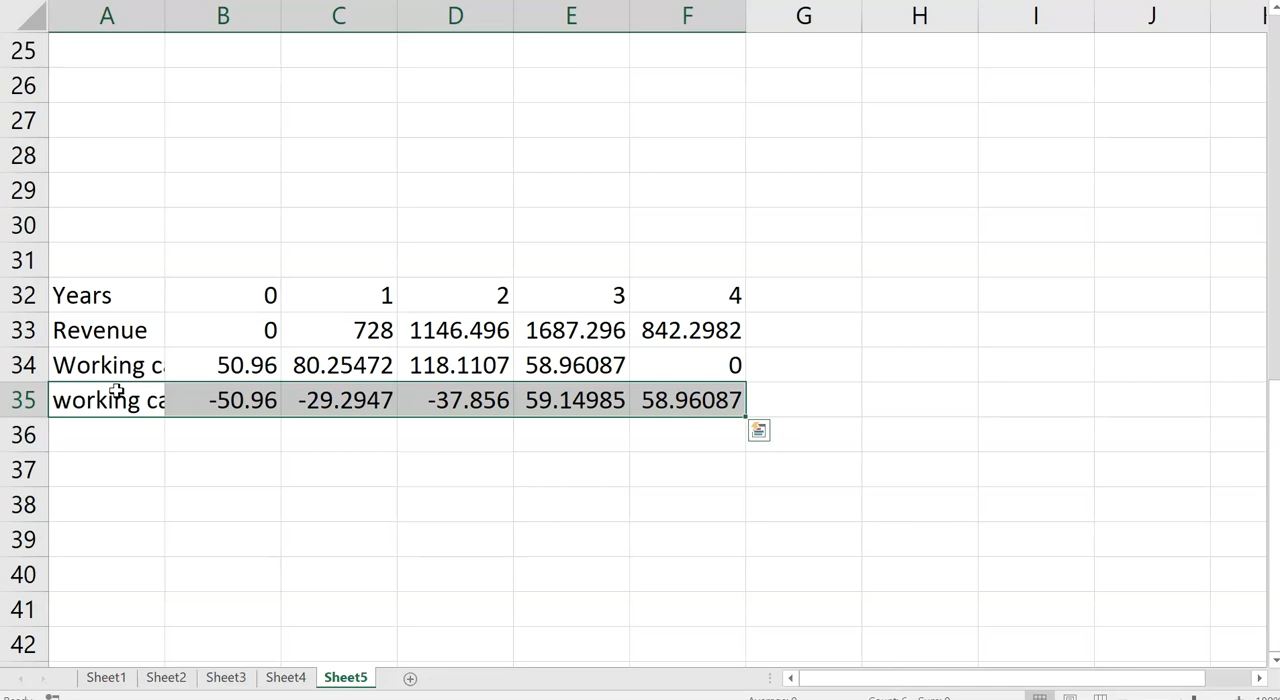 A B C D E F G H I J
25
26
27
28
29
30
31
32 Years 0 1 2 3 4
33 Revenue 0 728 1146.496 1687.296 842.2982
34 Working ca 50.96 80.25472 118.1107 58.96087 0
35 working ca -50.96 -29.2947 -37.856 59.14985 58.96087
36
37
38
39
40
41
42
Sheet1 Sheet2 Sheet3 Sheet4 Sheet5